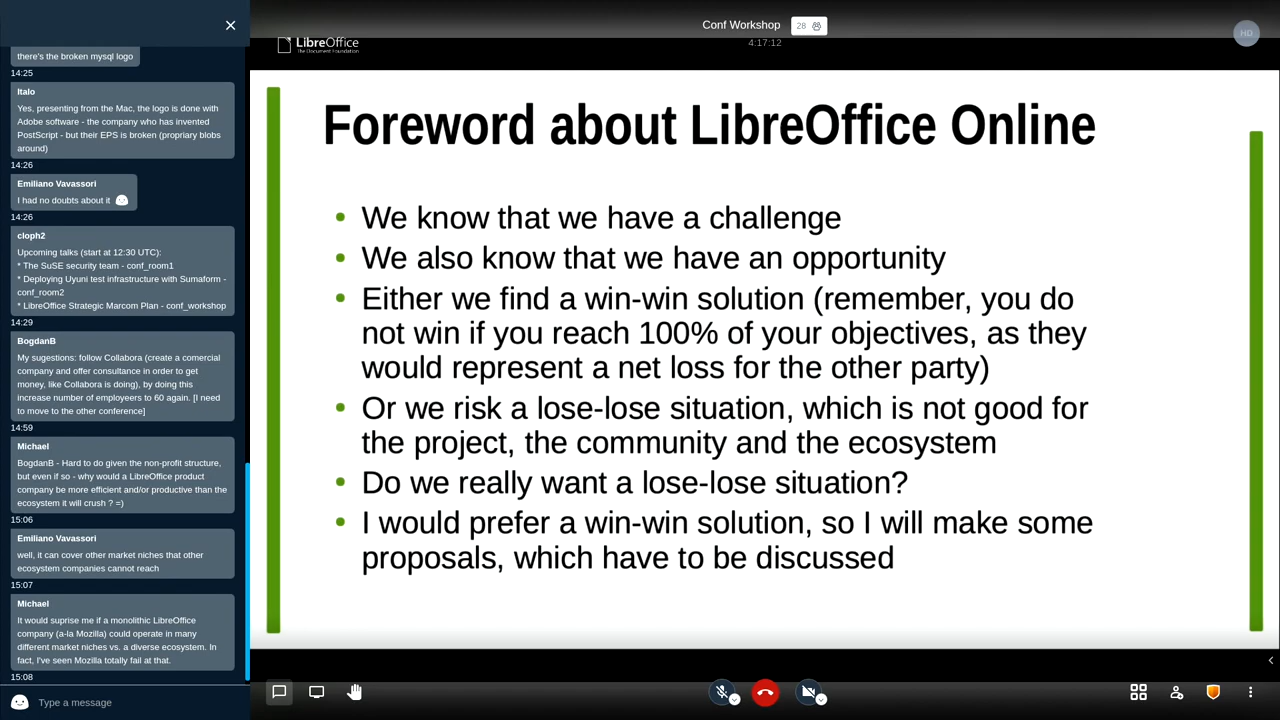 there's the broken mysql logo
14:25
Italo
Yes, presenting from the Mac, the logo is done with
Adobe software - the company who has invented
PostScript - but their EPS is broken (propriary blobs
around)
14:26
Emiliano Vavassori
I had no doubts about it
14:26
cloph2
Upcoming talks (start at 12:30 UTC):
* The SuSE security team - conf_room1
* Deploying Uyuni test infrastructure with Sumaform -
conf_room2
* LibreOffice Strategic Marcom Plan - conf_workshop
14:29
BogdanB
My sugestions: follow Collabora (create a comercial
company and offer consultance in order to get
money, like Collabora is doing), by doing this
increase number of employeers to 60 again. [I need
to move to the other conference]
14:59
Michael
BogdanB - Hard to do given the non-profit structure,
but even if so - why would a LibreOffice product
company be more efficient and/or productive than the
ecosystem it will crush ? =)
15:06
Emiliano Vavassori
well, it can cover other market niches that other
ecosystem companies cannot reach
15:07
Michael
It would suprise me if a monolithic LibreOffice
company (a-la Mozilla) could operate in many
different market niches vs. a diverse ecosystem. In
fact, I've seen Mozilla totally fail at that.
15:08
Type a message
Conf Workshop 28
4:17:12
HD
LibreOffice
The Document Foundation
Foreword about LibreOffice Online
• We know that we have a challenge
• We also know that we have an opportunity
• Either we find a win-win solution (remember, you do
not win if you reach 100% of your objectives, as they
would represent a net loss for the other party)
• Or we risk a lose-lose situation, which is not good for
the project, the community and the ecosystem
• Do we really want a lose-lose situation?
• I would prefer a win-win solution, so I will make some
proposals, which have to be discussed